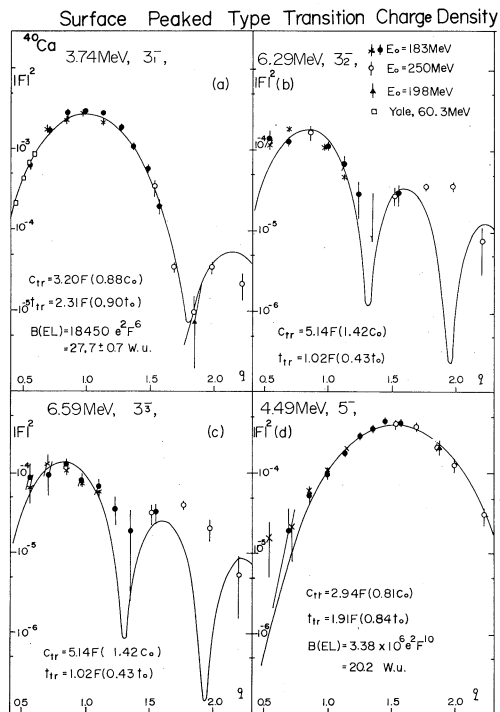 Surface Peaked Type Transition Charge Density
⁴⁰Ca
3.74MeV, 3₁⁻,
|F|²
(a)
10⁻³
10⁻⁴
10⁻⁵
Ctr = 3.20F(0.88C₀)
ttr = 2.31F(0.90t₀)
B(EL) = 18450 e²F⁶
= 27.7 ± 0.7 W.u.
0.5 1.0 1.5 2.0 q
6.29MeV, 3₂⁻,
E₀ = 183MeV
E₀ = 250MeV
E₀ = 198MeV
Yale, 60.3MeV
|F|² (b)
10⁻⁴
10⁻⁵
10⁻⁶
Ctr = 5.14F(1.42C₀)
ttr = 1.02F(0.43t₀)
0.5 1.0 1.5 2.0 q
6.59MeV, 3₃⁻
|F|²
(c)
10⁻⁴
10⁻⁵
10⁻⁶
Ctr = 5.14F( 1.42C₀)
ttr = 1.02F(0.43t₀)
0.5 1.0 1.5 2.0 q
4.49MeV, 5⁻,
|F|² (d)
10⁻⁴
10⁻⁵
10⁻⁶
Ctr = 2.94F(0.81C₀)
ttr = 1.91F(0.84t₀)
B(EL) = 3.38 x 10⁶e²F¹⁰
= 20.2 W.u.
0.5 1.0 1.5 2.0 q